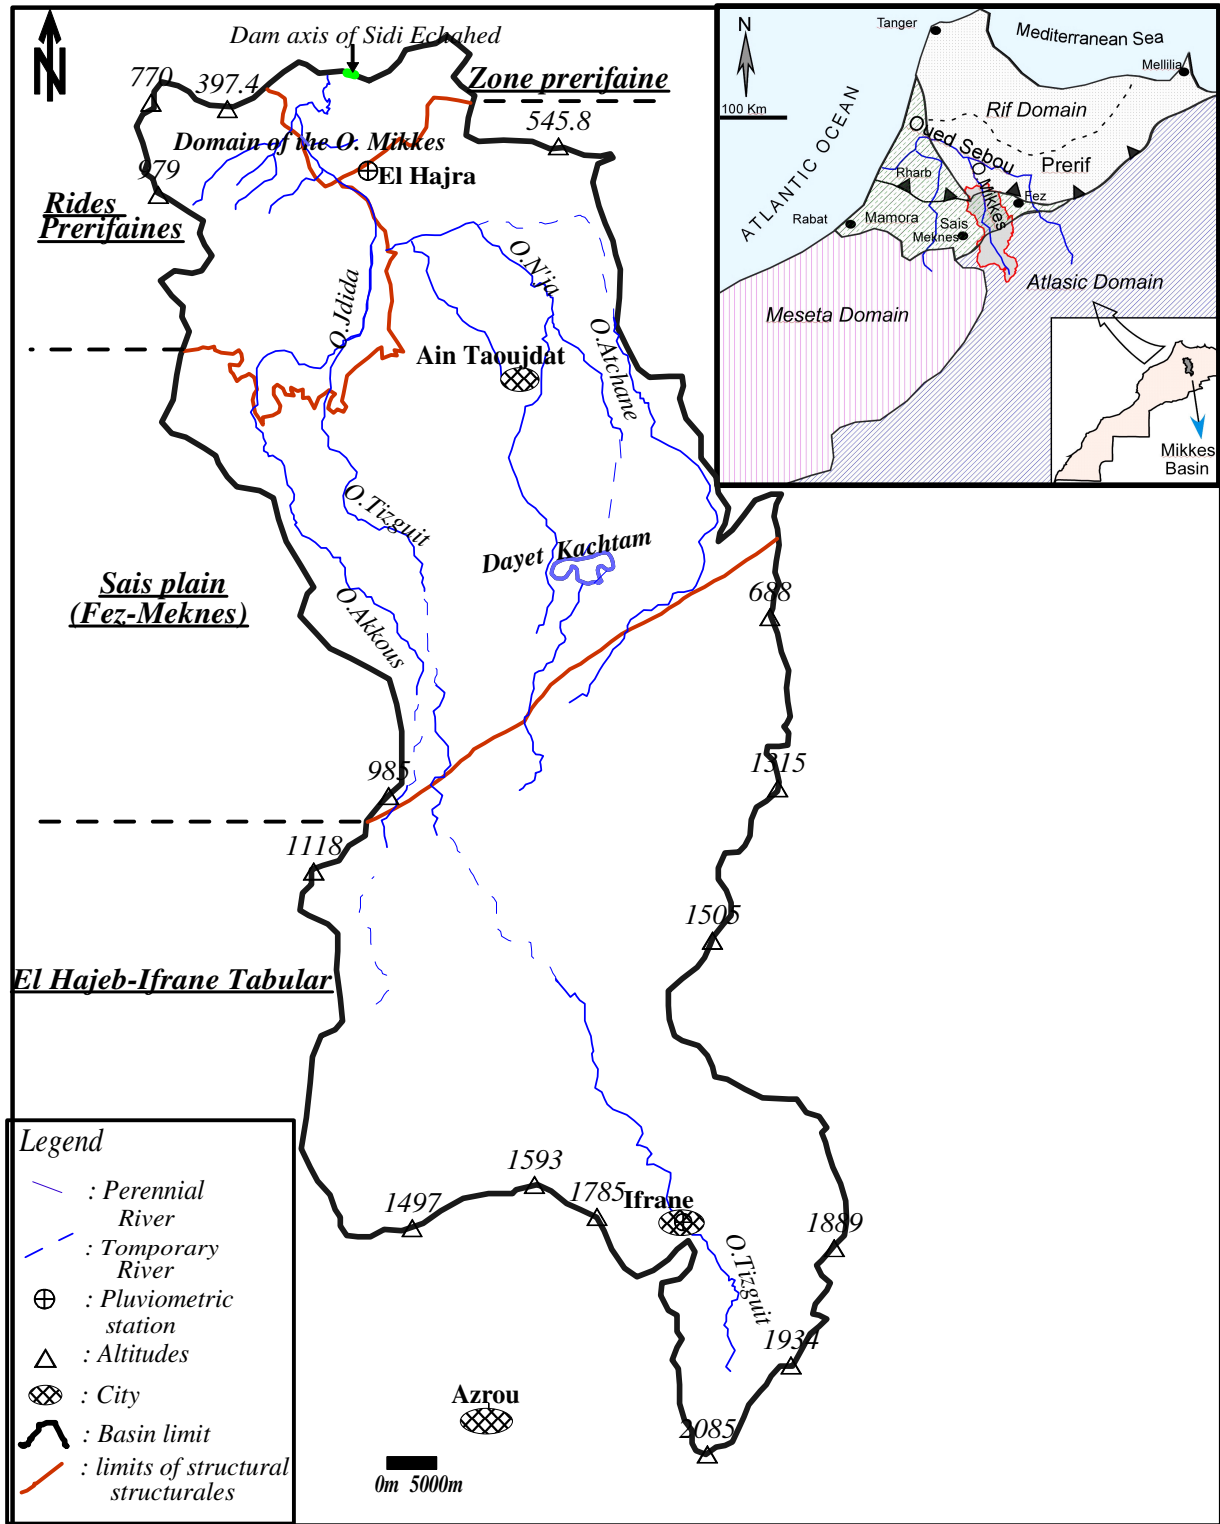 N
Dam axis of Sidi Echahed
770
397.4
Zone prerifaine
545.8
Domain of the O. Mikkes
979
El Hajra
Rides
Prerifaines
O.N'ja
O.Jdida
O.Atchane
Ain Taoujdat
O.Tizguit
Dayet Kachtam
Sais plain
(Fez-Meknes)
688
O.Akkous
985
1315
1118
1505
El Hajeb-Ifrane Tabular
1593
1497
1785
Ifrane
1889
O.Tizguit
1934
Azrou
2085
0m 5000m
Legend
: Perennial
River
: Tomporary
River
: Pluviometric
station
: Altitudes
: City
: Basin limit
: limits of structural
structurales
N
100 Km
Tanger
Mediterranean Sea
Mellilia
ATLANTIC OCEAN
Rif Domain
Oued Sebou
Prerif
Rharb
O.Mikkes
Fez
Rabat
Mamora
Sais
Meknes
Atlasic Domain
Meseta Domain
Mikkes
Basin